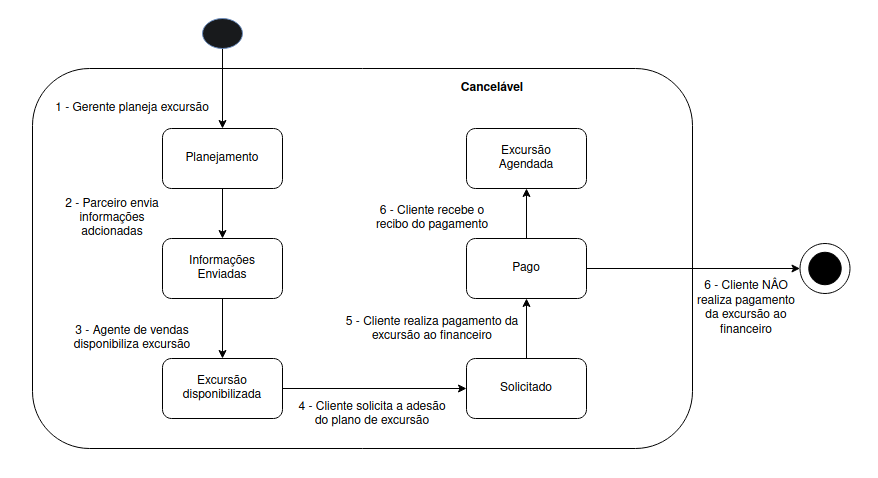 Cancelável
1 - Gerente planeja excursão
Planejamento
2 - Parceiro envia
informações
adcionadas
Informações
Enviadas
3 - Agente de vendas
disponibiliza excursão
Excursão
disponibilizada
4 - Cliente solicita a adesão
do plano de excursão
Solicitado
5 - Cliente realiza pagamento da
excursão ao financeiro
Pago
6 - Cliente recebe o
recibo do pagamento
Excursão
Agendada
6 - Cliente NÂO
realiza pagamento
da excursão ao
financeiro